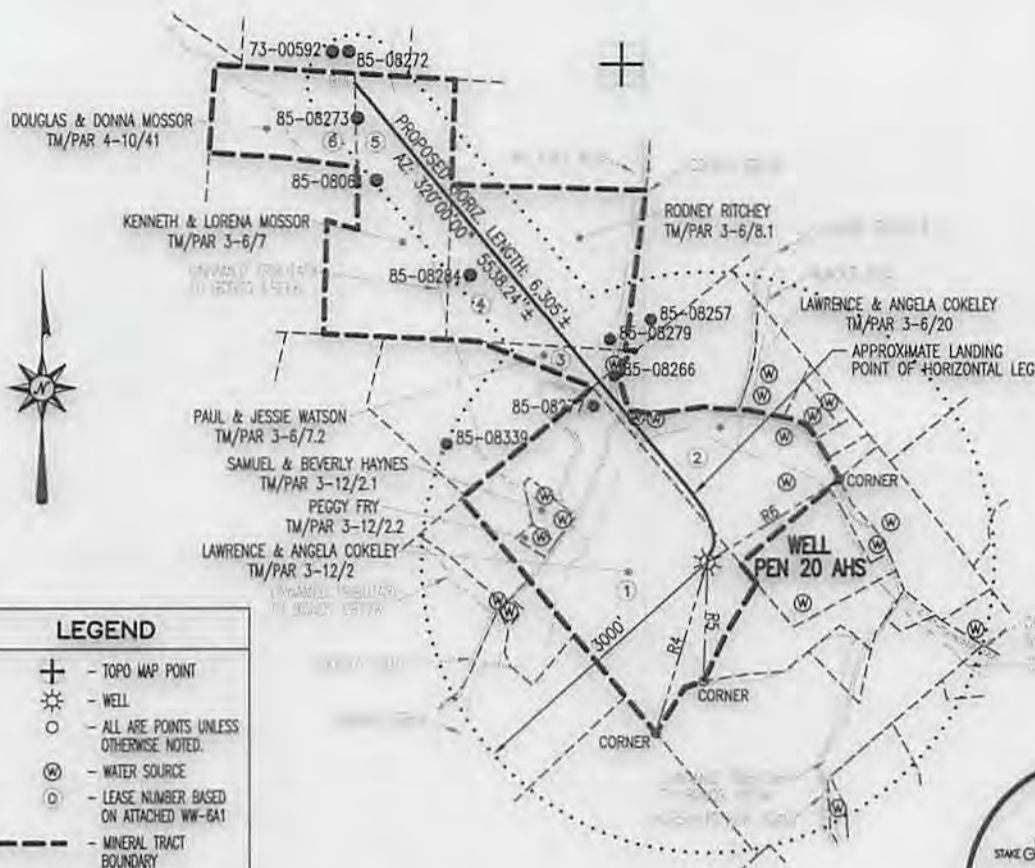 73-00592
85-08272
DOUGLAS & DONNA MOSSOR
TM/PAR 4-10/41
85-08273
6
5
85-0806
PROPOSED HORIZ. LENGTH: 6,305'±
AZ: 320°00'00" 5538.24'±
KENNETH & LORENA MOSSOR
TM/PAR 3-6/7
RODNEY RITCHEY
TM/PAR 3-6/8.1
UNNAMED TRIBUTARY
85-08284
4
N
85-08257
85-08279
LAWRENCE & ANGELA COKELEY
TM/PAR 3-6/20
APPROXIMATE LANDING
POINT OF HORIZONTAL LEG
3
W
85-08266
85-08277
PAUL & JESSIE WATSON
TM/PAR 3-6/7.2
85-08339
2
SAMUEL & BEVERLY HAYNES
TM/PAR 3-12/2.1
PEGGY FRY
TM/PAR 3-12/2.2
CORNER
R6
WELL
PEN 20 AHS
LAWRENCE & ANGELA COKELEY
TM/PAR 3-12/2
UNNAMED TRIBUTARY
1
3000'
R4
R5
CORNER
CORNER
LEGEND
- TOPO MAP POINT
- WELL
- ALL ARE POINTS UNLESS
OTHERWISE NOTED.
W - WATER SOURCE
- LEASE NUMBER BASED
ON ATTACHED WW-6A1
- MINERAL TRACT
BOUNDARY
STAKE